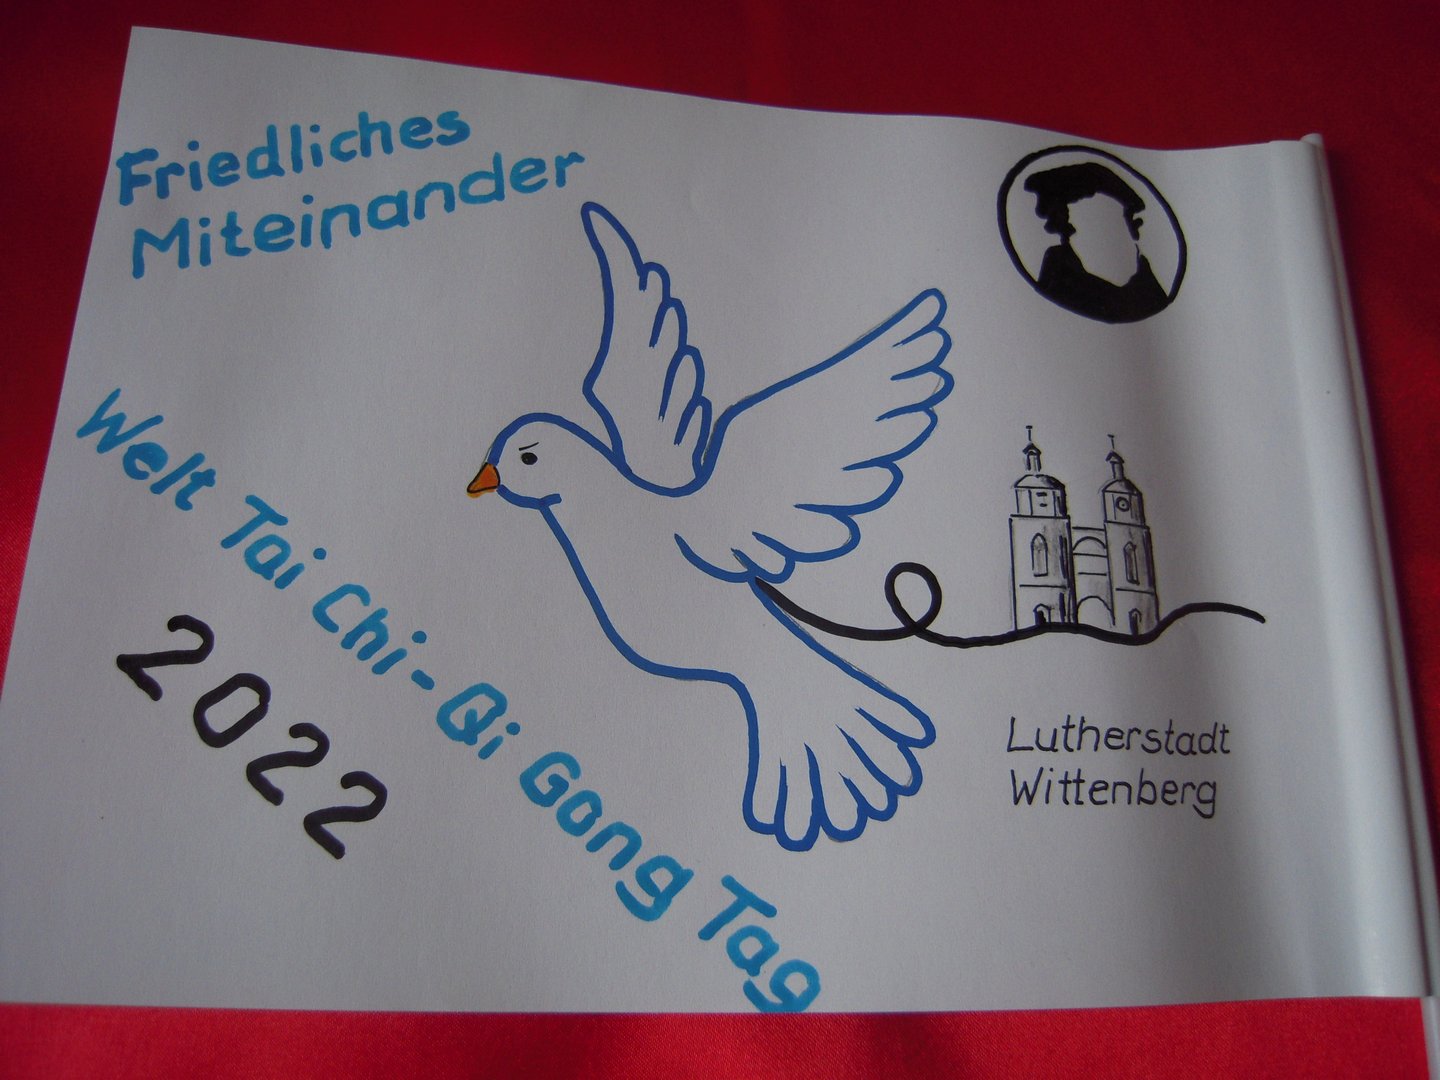 Friedliches
Miteinander
Welt Tai Chi-Qi Gong Tag
2022
Lutherstadt
Wittenberg